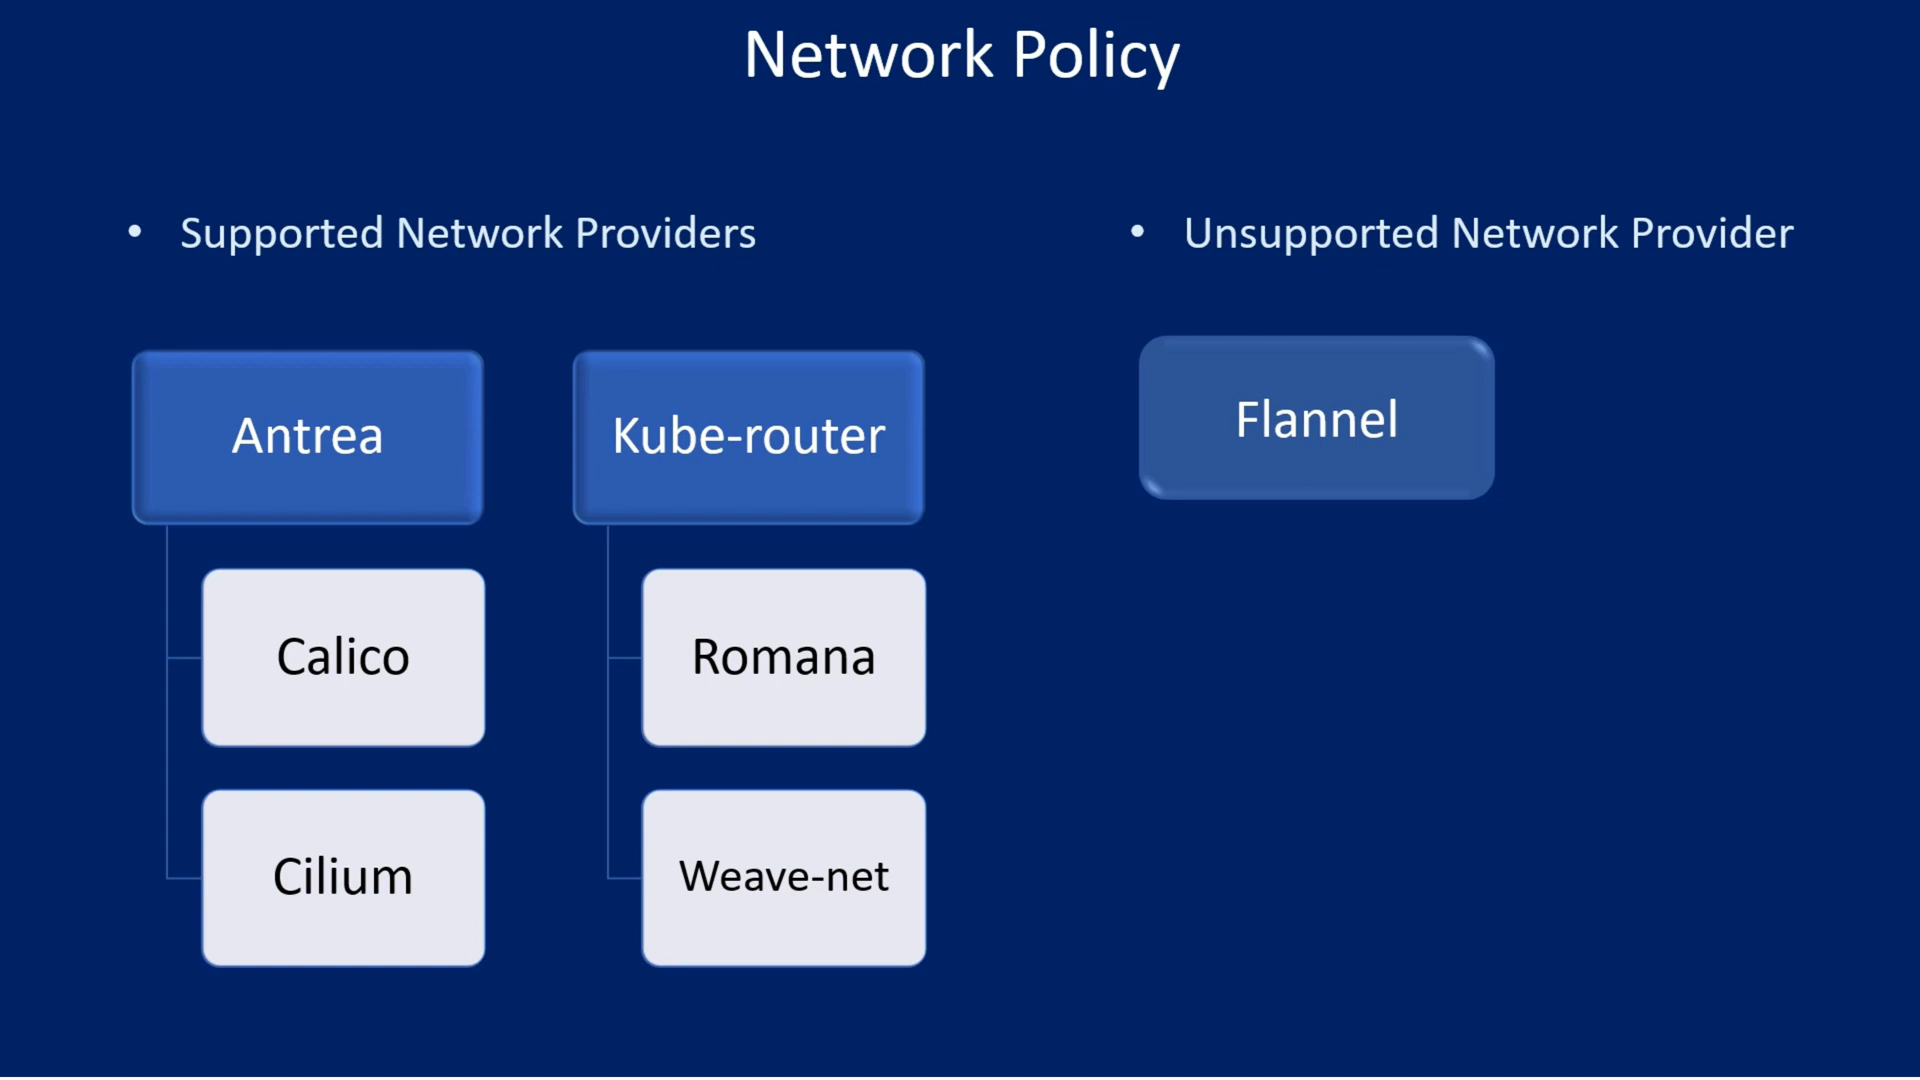 Network Policy
• Supported Network Providers
Antrea
Calico
Cilium
Kube-router
Romana
Weave-net
• Unsupported Network Provider
Flannel